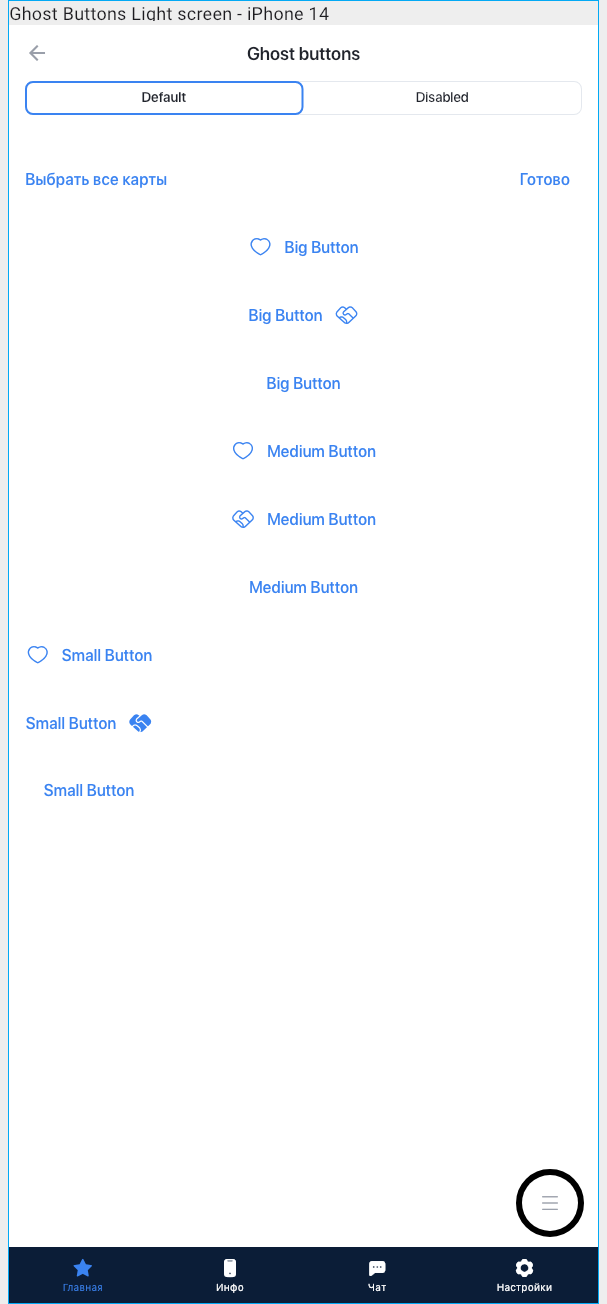 Ghost Buttons Light screen - iPhone 14
Ghost buttons
Default Disabled
Выбрать все карты Готово
Big Button
Big Button
Big Button
Medium Button
Medium Button
Medium Button
Small Button
Small Button
Small Button
Главная Инфо Чат Настройки